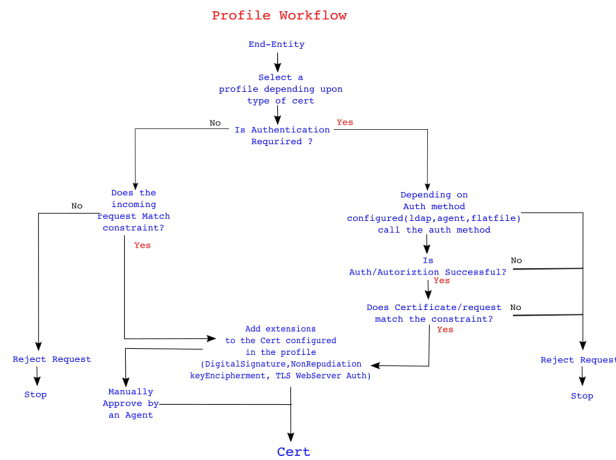 Profile Workflow
End-Entity
Select a
profile depending upon
type of cert
No
Yes
Is Authentication
Requrired ?
Does the
incoming
request Match
constraint?
No
Yes
Depending on
Auth method
configured(ldap,agent,flatfile)
call the auth method
Is
Auth/Autoriztion Successful?
No
Yes
Does Certificate/request
match the constraint?
No
Yes
Add extensions
to the Cert configured
in the profile
(DigitalSignature,NonRepudiation
keyEncipherment, TLS WebServer Auth)
Reject Request
Stop
Manually
Approve by
an Agent
Reject Request
Stop
Cert